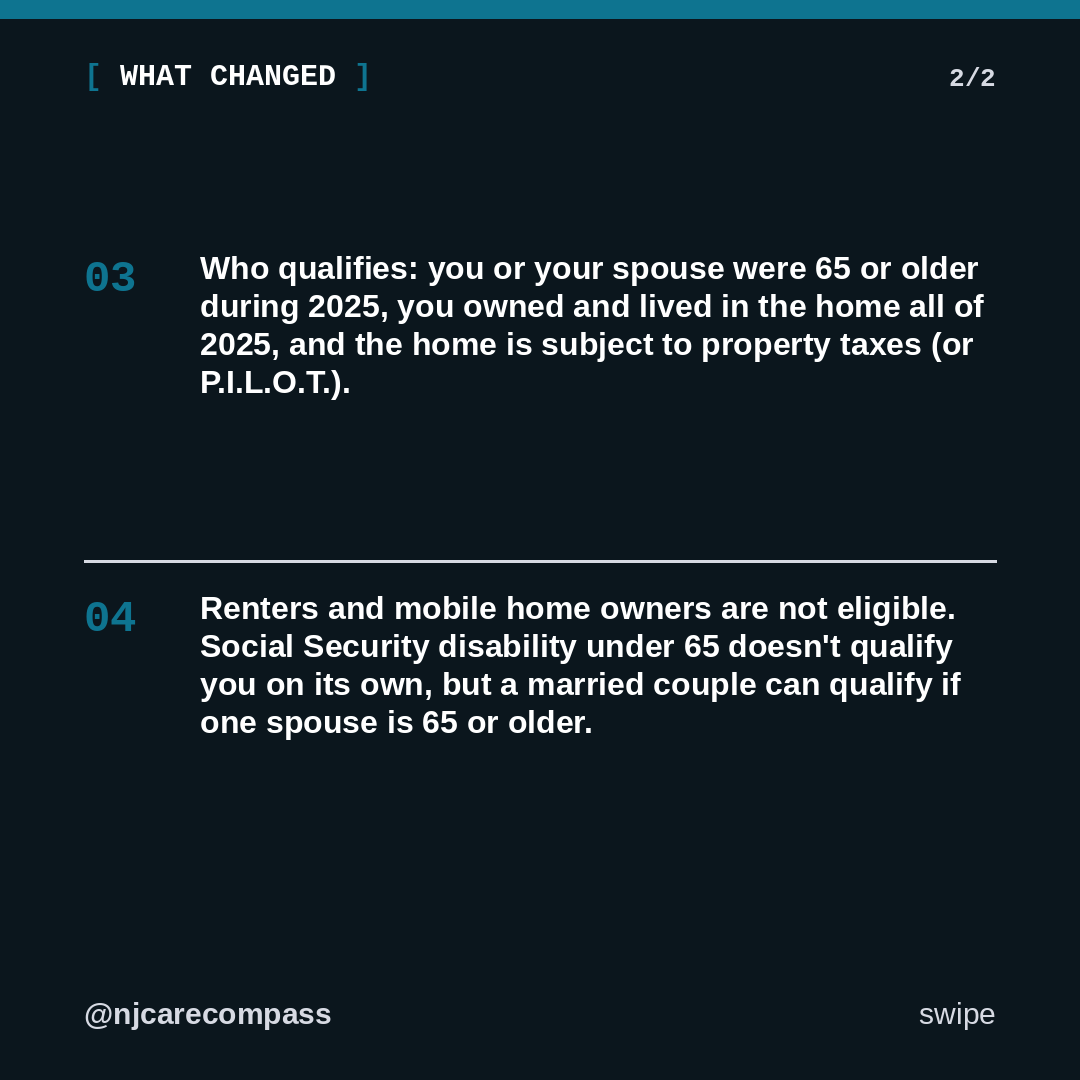 [ WHAT CHANGED ]
2/2
03
Who qualifies: you or your spouse were 65 or older
during 2025, you owned and lived in the home all of
2025, and the home is subject to property taxes (or
P.I.L.O.T.).
04
Renters and mobile home owners are not eligible.
Social Security disability under 65 doesn't qualify
you on its own, but a married couple can qualify if
one spouse is 65 or older.
@njcarecompass
swipe